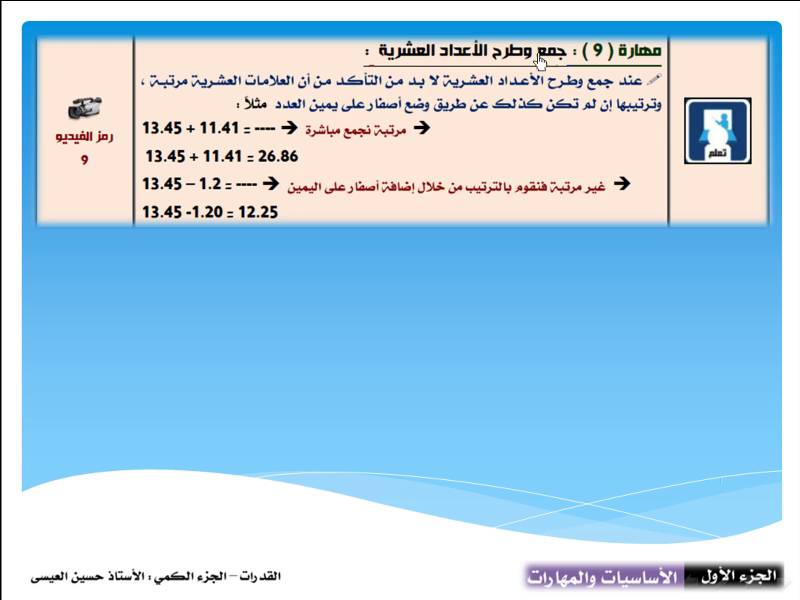 مهارة ( 9 ) : جمع وطرح الأعداد العشرية :
عند جمع وطرح الأعداد العشرية لا بد من التأكد من أن العلامات العشرية مرتبة ،
وترتيبها إن لم تكن كذلك عن طريق وضع أصفار على يمين العدد مثلاً :
13.45 + 11.41 = ---- ➔ مرتبة نجمع مباشرة ➔
13.45 + 11.41 = 26.86
13.45 – 1.2 = ---- ➔ غير مرتبة فنقوم بالترتيب من خلال إضافة أصفار على اليمين ➔
13.45 -1.20 = 12.25
تعلم
رمز الفيديو
9
الجزء الأول
الأساسيات والمهارات
القدرات – الجزء الكمي : الأستاذ حسين العيسى